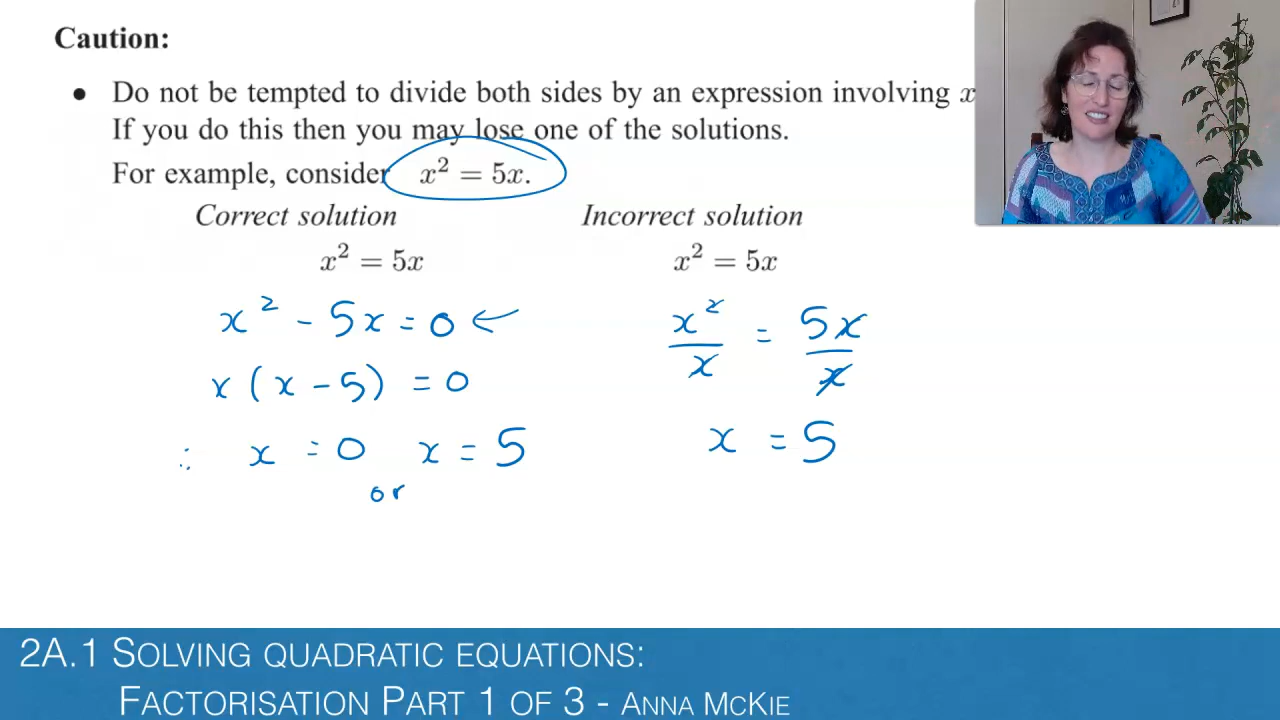 Caution:
• Do not be tempted to divide both sides by an expression involving x
If you do this then you may lose one of the solutions.
For example, consider x² = 5x.
Correct solution Incorrect solution
x² = 5x x² = 5x
x² - 5x = 0 ← x²/x = 5x/x
x (x - 5) = 0
∴ x = 0 or x = 5 x = 5
2A.1 SOLVING QUADRATIC EQUATIONS:
FACTORISATION PART 1 OF 3 - ANNA MCKIE